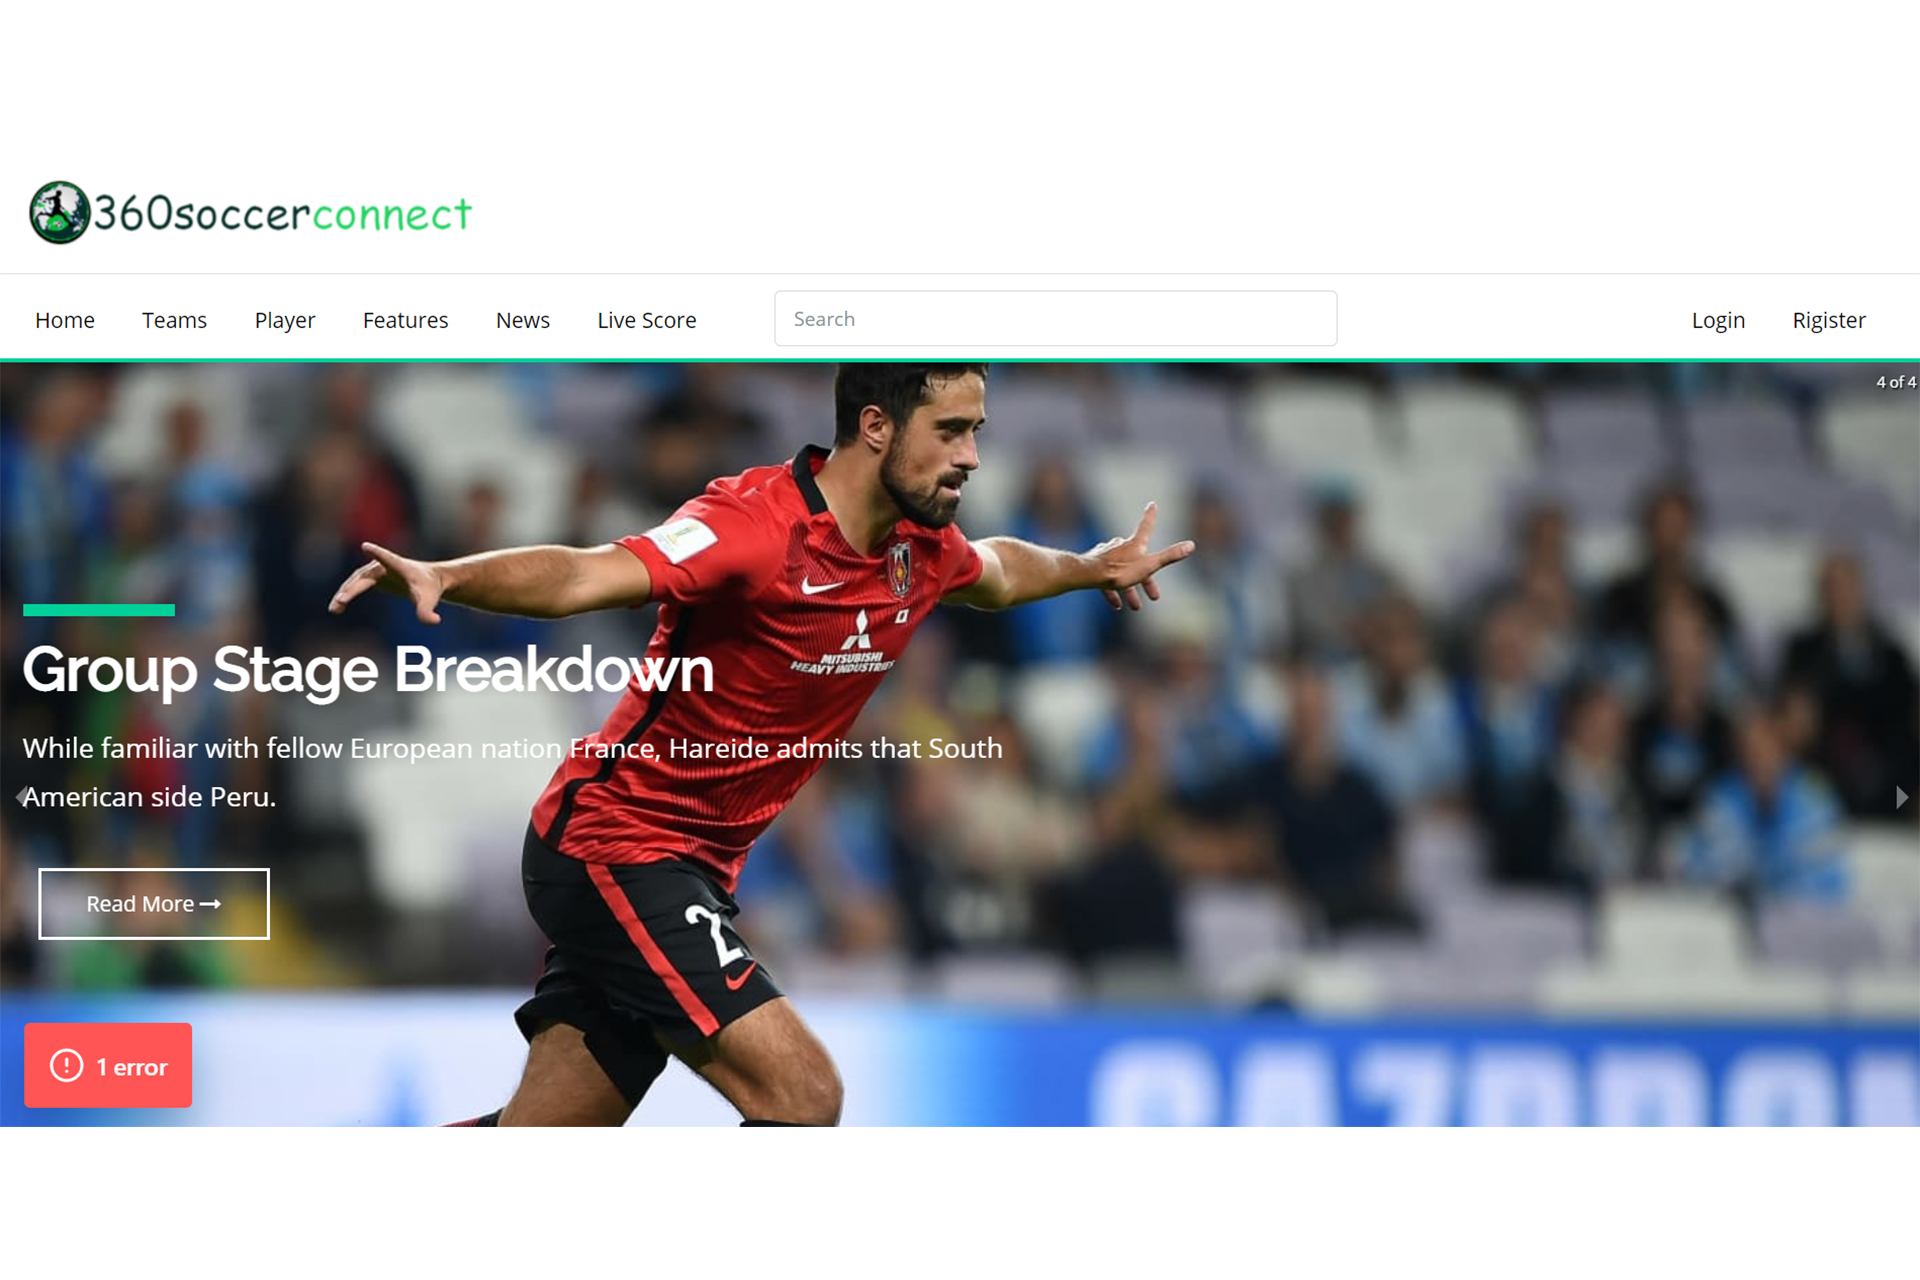 360soccerconnect
Home Teams Player Features News Live Score Search Login Rigister
4 of 4
MITSUBISHI
HEAVY INDUSTRIES
Group Stage Breakdown
While familiar with fellow European nation France, Hareide admits that South
American side Peru.
Read More
2
1 error